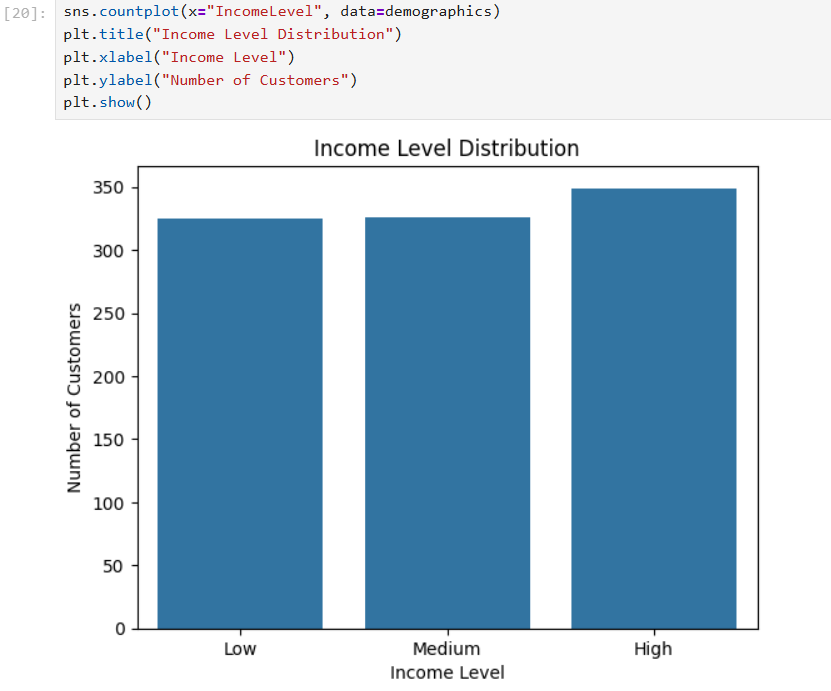 [20]: sns.countplot(x="IncomeLevel", data=demographics)
plt.title("Income Level Distribution")
plt.xlabel("Income Level")
plt.ylabel("Number of Customers")
plt.show()
Income Level Distribution
Number of Customers
350
300
250
200
150
100
50
0
Low Medium High
Income Level